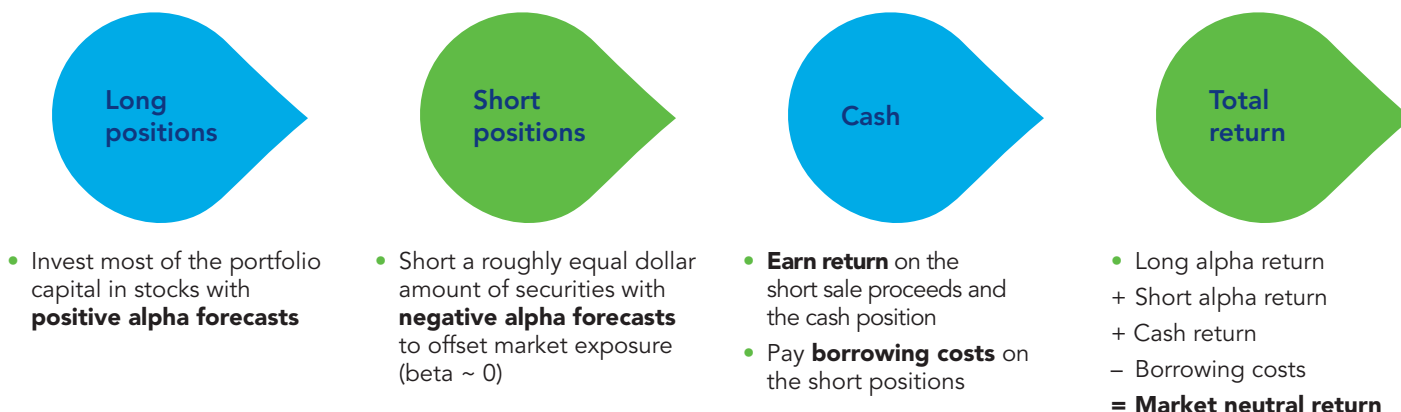 Long
positions
• Invest most of the portfolio
capital in stocks with
positive alpha forecasts
Short
positions
• Short a roughly equal dollar
amount of securities with
negative alpha forecasts
to offset market exposure
(beta ~ 0)
Cash
• Earn return on the
short sale proceeds and
the cash position
• Pay borrowing costs on
the short positions
Total
return
• Long alpha return
+ Short alpha return
+ Cash return
– Borrowing costs
= Market neutral return